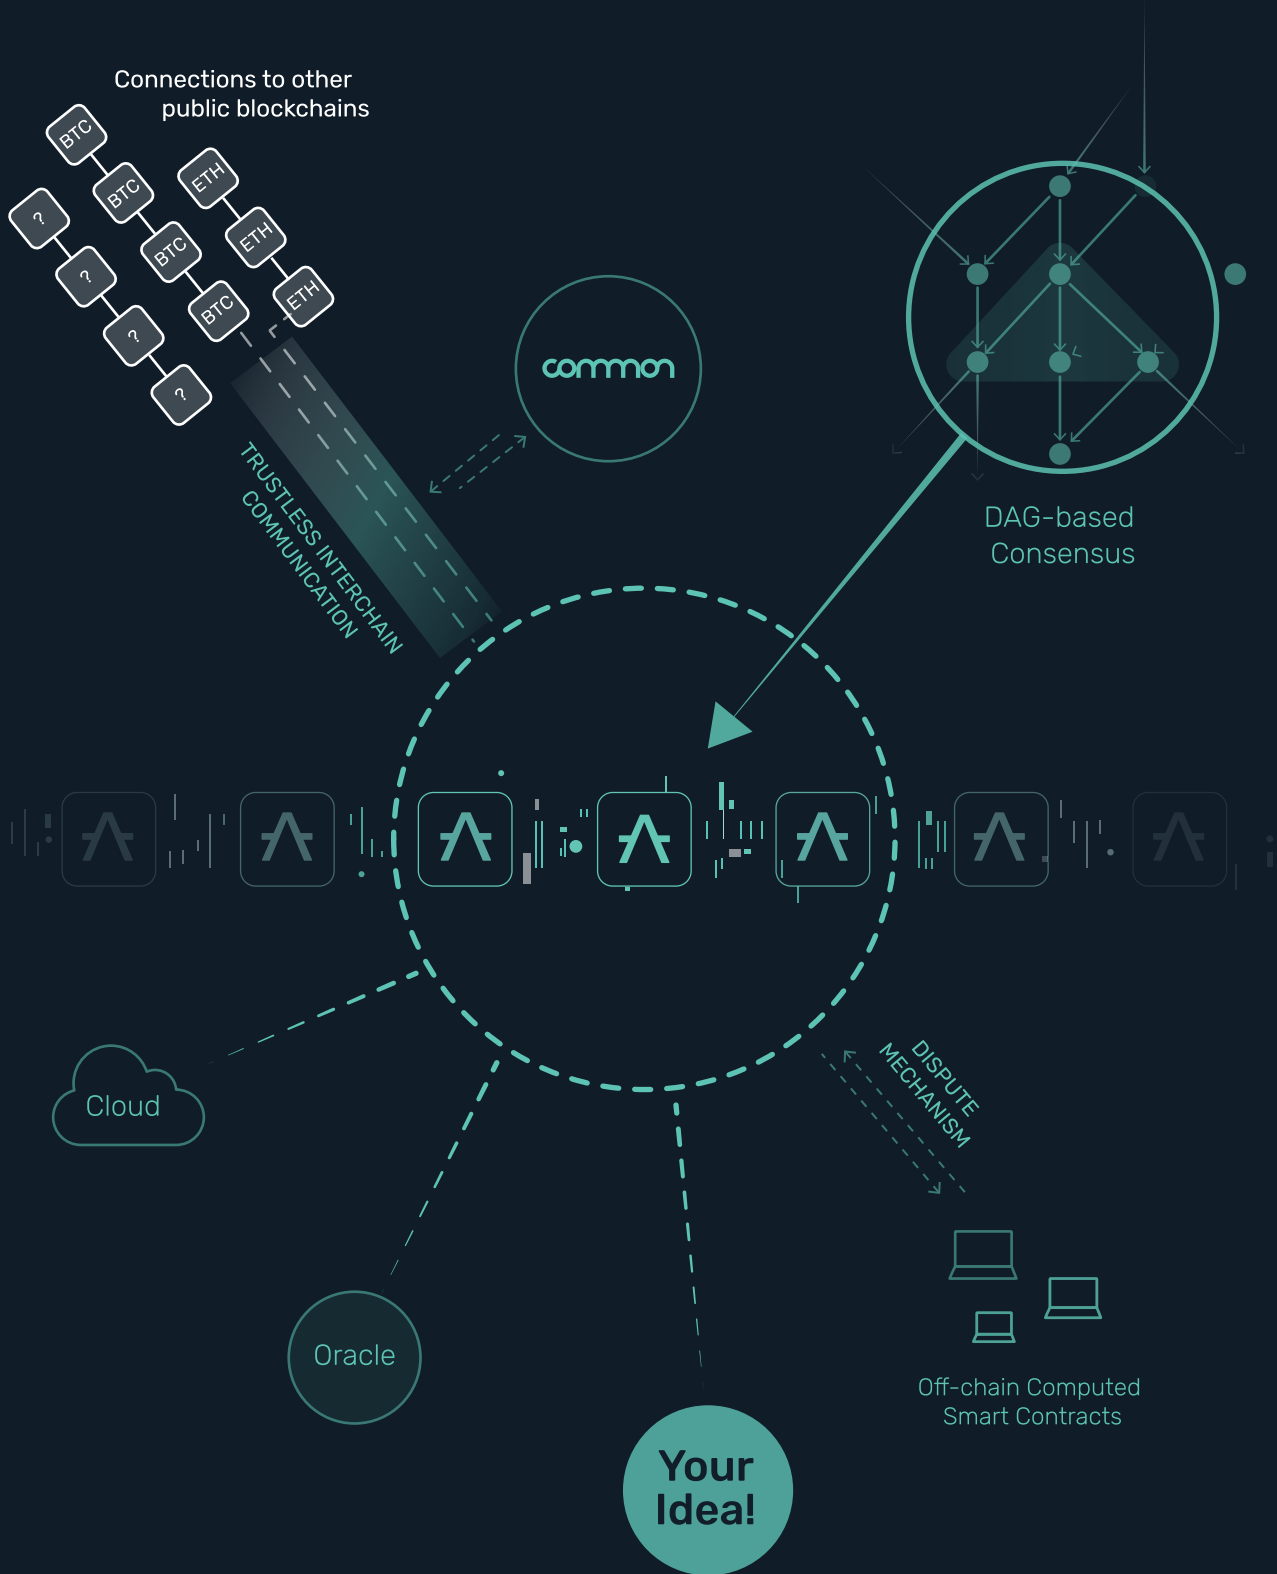 Connections to other
public blockchains
BTC
BTC
BTC
BTC
ETH
ETH
ETH
?
?
?
?
common
TRUSTLESS INTERCHAIN
COMMUNICATION
DAG-based
Consensus
Cloud
Oracle
Your
Idea!
DISPUTE
MECHANISM
Off-chain Computed
Smart Contracts